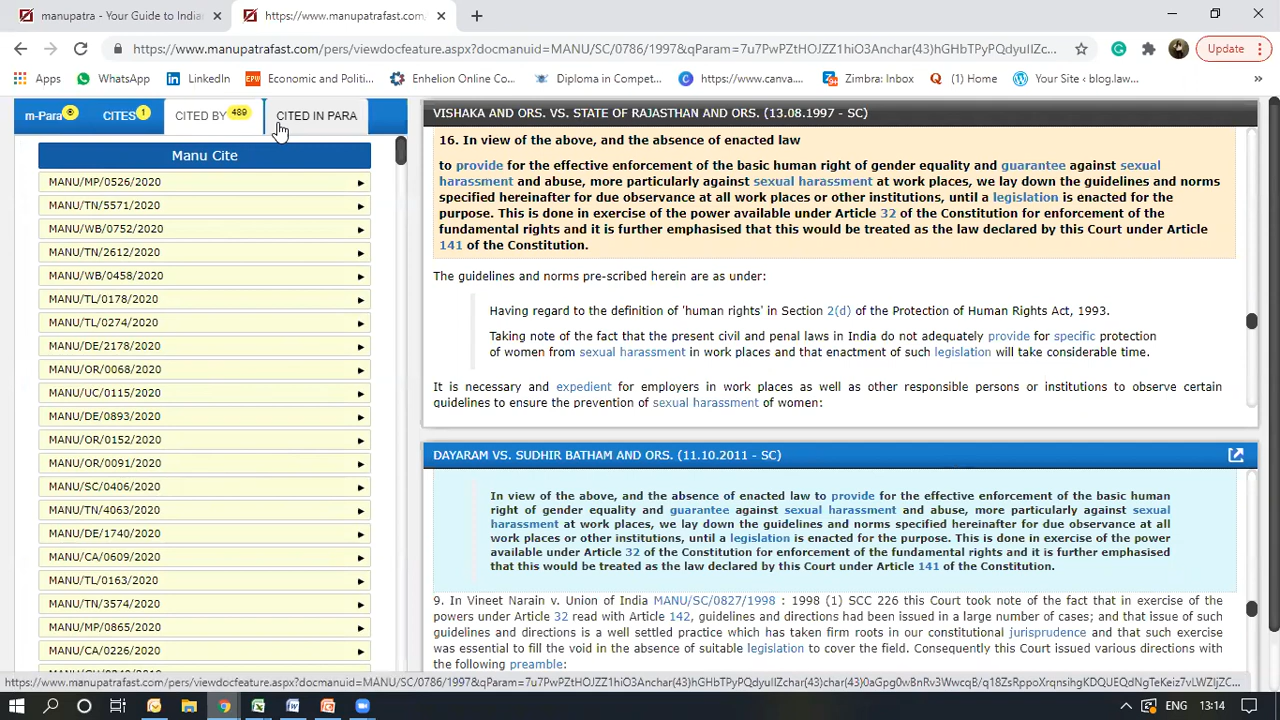 manupatra - Your Guide to Indian
https://www.manupatrafast.com.
https://www.manupatrafast.com/pers/viewdocfeature.aspx?docmanuid=MANU/SC/0786/1997&qParam=7u7PwPZtHOJZZ1hiO3Anchar(43)hGHbTPyPQdyuIlZC...
Update
Apps
WhatsApp
LinkedIn
Economic and Politi...
Enhelion Online Co...
Diploma in Compet...
https://www.canva....
Zimbra: Inbox
(1) Home
Your Site ‹ blog.law...
»
m-Para
CITES 1
CITED BY 489
CITED IN PARA
Manu Cite
MANU/MP/0526/2020
MANU/TN/5571/2020
MANU/WB/0752/2020
MANU/TN/2612/2020
MANU/WB/0458/2020
MANU/TL/0178/2020
MANU/TL/0274/2020
MANU/DE/2178/2020
MANU/OR/0068/2020
MANU/UC/0115/2020
MANU/DE/0893/2020
MANU/OR/0152/2020
MANU/OR/0091/2020
MANU/SC/0406/2020
MANU/TN/4063/2020
MANU/DE/1740/2020
MANU/CA/0609/2020
MANU/TL/0163/2020
MANU/TN/3574/2020
MANU/MP/0865/2020
MANU/CA/0226/2020
VISHAKA AND ORS. VS. STATE OF RAJASTHAN AND ORS. (13.08.1997 - SC)
16. In view of the above, and the absence of enacted law
to provide for the effective enforcement of the basic human right of gender equality and guarantee against sexual
harassment and abuse, more particularly against sexual harassment at work places, we lay down the guidelines and norms
specified hereinafter for due observance at all work places or other institutions, until a legislation is enacted for the
purpose. This is done in exercise of the power available under Article 32 of the Constitution for enforcement of the
fundamental rights and it is further emphasised that this would be treated as the law declared by this Court under Article
141 of the Constitution.
The guidelines and norms pre-scribed herein are as under:
Having regard to the definition of 'human rights' in Section 2(d) of the Protection of Human Rights Act, 1993.
Taking note of the fact that the present civil and penal laws in India do not adequately provide for specific protection
of women from sexual harassment in work places and that enactment of such legislation will take considerable time.
It is necessary and expedient for employers in work places as well as other responsible persons or institutions to observe certain
guidelines to ensure the prevention of sexual harassment of women:
DAYARAM VS. SUDHIR BATHAM AND ORS. (11.10.2011 - SC)
In view of the above, and the absence of enacted law to provide for the effective enforcement of the basic human
right of gender equality and guarantee against sexual harassment and abuse, more particularly against sexual
harassment at work places, we lay down the guidelines and norms specified hereinafter for due observance at all
work places or other institutions, until a legislation is enacted for the purpose. This is done in exercise of the power
available under Article 32 of the Constitution for enforcement of the fundamental rights and it is further emphasised
that this would be treated as the law declared by this Court under Article 141 of the Constitution.
9. In Vineet Narain v. Union of India MANU/SC/0827/1998 : 1998 (1) SCC 226 this Court took note of the fact that in exercise of the
powers under Article 32 read with Article 142, guidelines and directions had been issued in a large number of cases; and that issue of such
guidelines and directions is a well settled practice which has taken firm roots in our constitutional jurisprudence and that such exercise
was essential to fill the void in the absence of suitable legislation to cover the field. Consequently this Court issued various directions with
the following preamble:
ENG
13:14